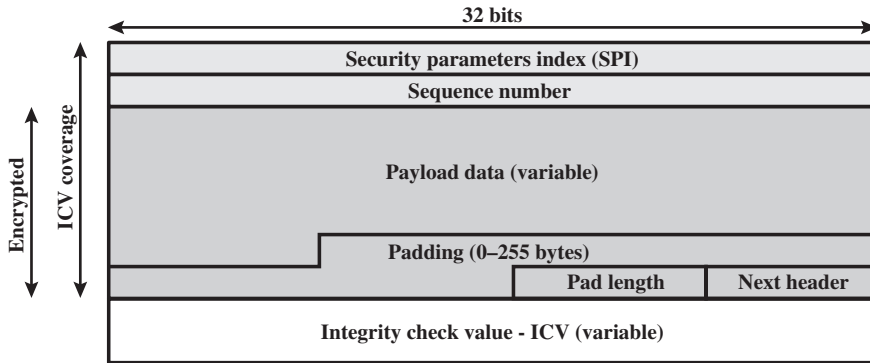 32 bits
Security parameters index (SPI)
Sequence number
Encrypted
ICV coverage
Payload data (variable)
Padding (0–255 bytes)
Pad length
Next header
Integrity check value - ICV (variable)